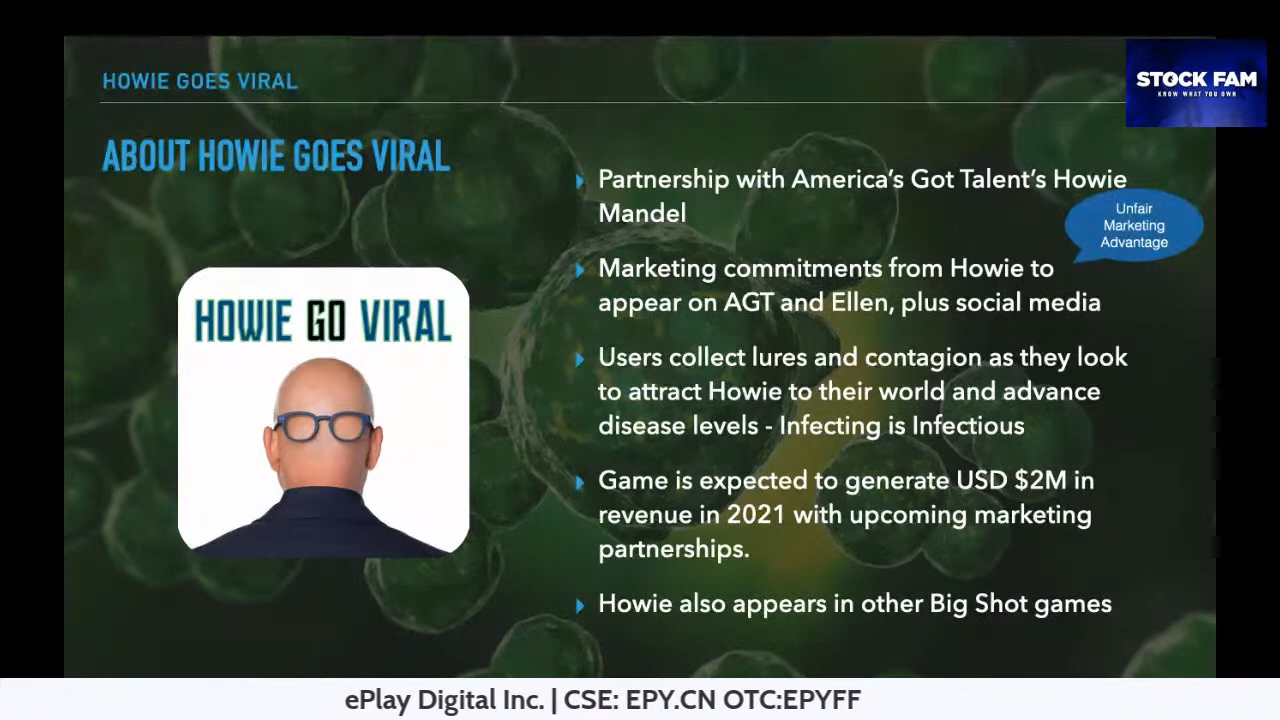 HOWIE GOES VIRAL
STOCK FAM
KNOW WHAT YOU OWN
ABOUT HOWIE GOES VIRAL
HOWIE GO VIRAL
Partnership with America's Got Talent's Howie
Mandel
Unfair
Marketing
Advantage
Marketing commitments from Howie to
appear on AGT and Ellen, plus social media
Users collect lures and contagion as they look
to attract Howie to their world and advance
disease levels - Infecting is Infectious
Game is expected to generate USD $2M in
revenue in 2021 with upcoming marketing
partnerships.
Howie also appears in other Big Shot games
ePlay Digital Inc. | CSE: EPY.CN OTC:EPYFF